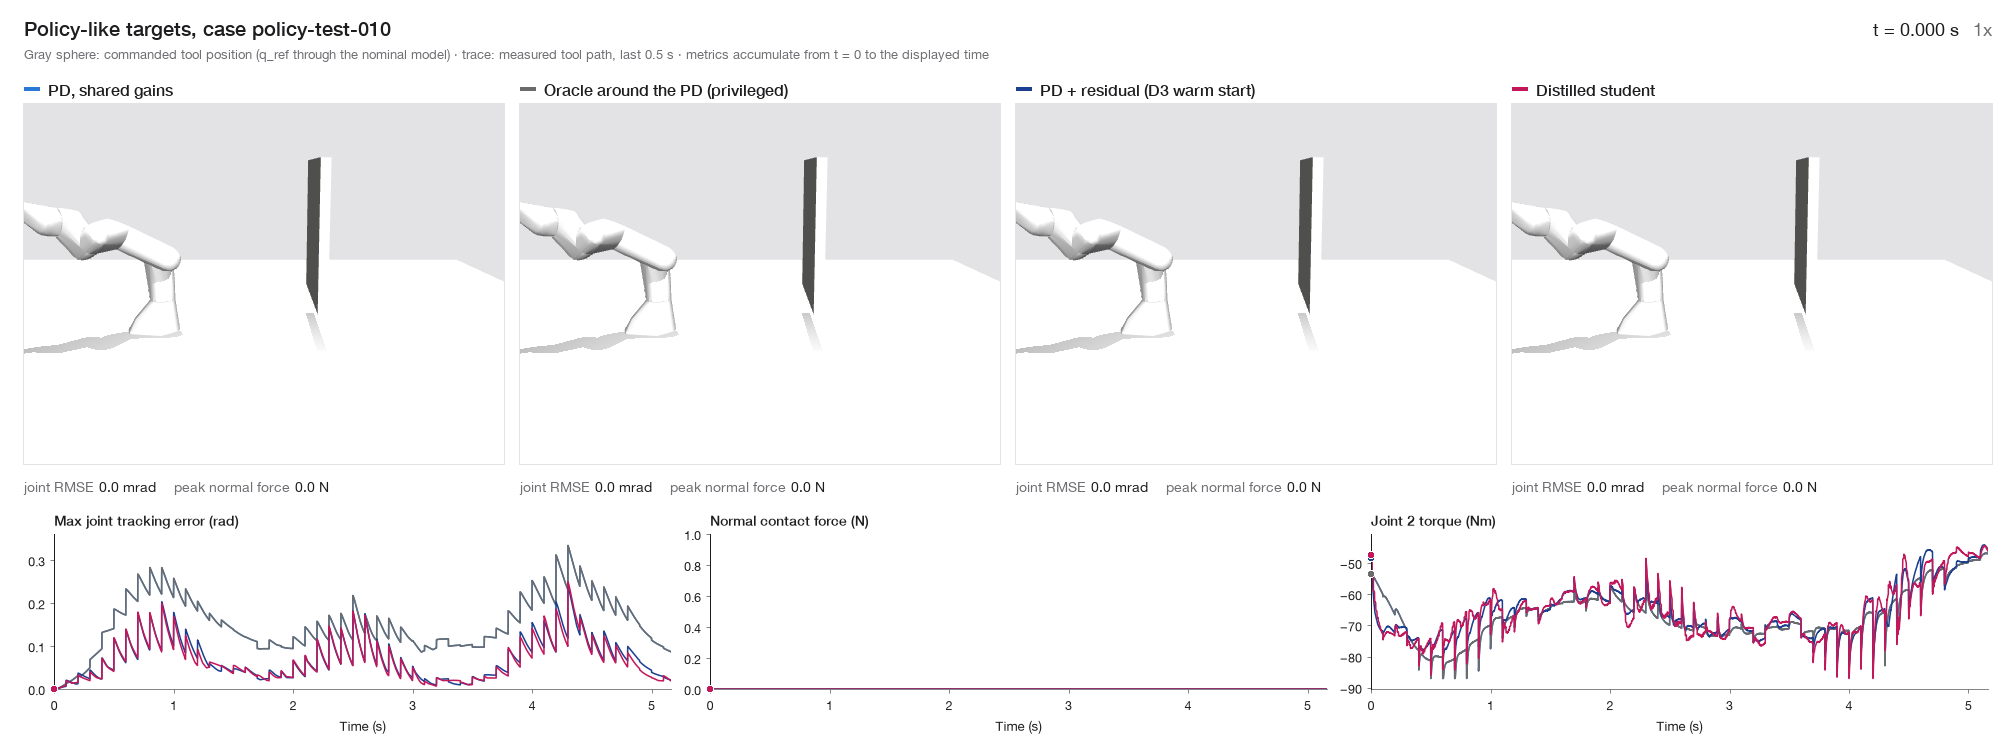 Policy-like targets, case policy-test-010
t = 0.000 s 1x
Gray sphere: commanded tool position (q_ref through the nominal model) · trace: measured tool path, last 0.5 s · metrics accumulate from t = 0 to the displayed time
PD, shared gains
Oracle around the PD (privileged)
PD + residual (D3 warm start)
Distilled student
joint RMSE 0.0 mrad peak normal force 0.0 N
joint RMSE 0.0 mrad peak normal force 0.0 N
joint RMSE 0.0 mrad peak normal force 0.0 N
joint RMSE 0.0 mrad peak normal force 0.0 N
Max joint tracking error (rad)
0.3
0.2
0.1
0.0
0 1 2 3 4 5
Time (s)
Normal contact force (N)
1.0
0.8
0.6
0.4
0.2
0.0
0 1 2 3 4 5
Time (s)
Joint 2 torque (Nm)
−50
−60
−70
−80
−90
0 1 2 3 4 5
Time (s)